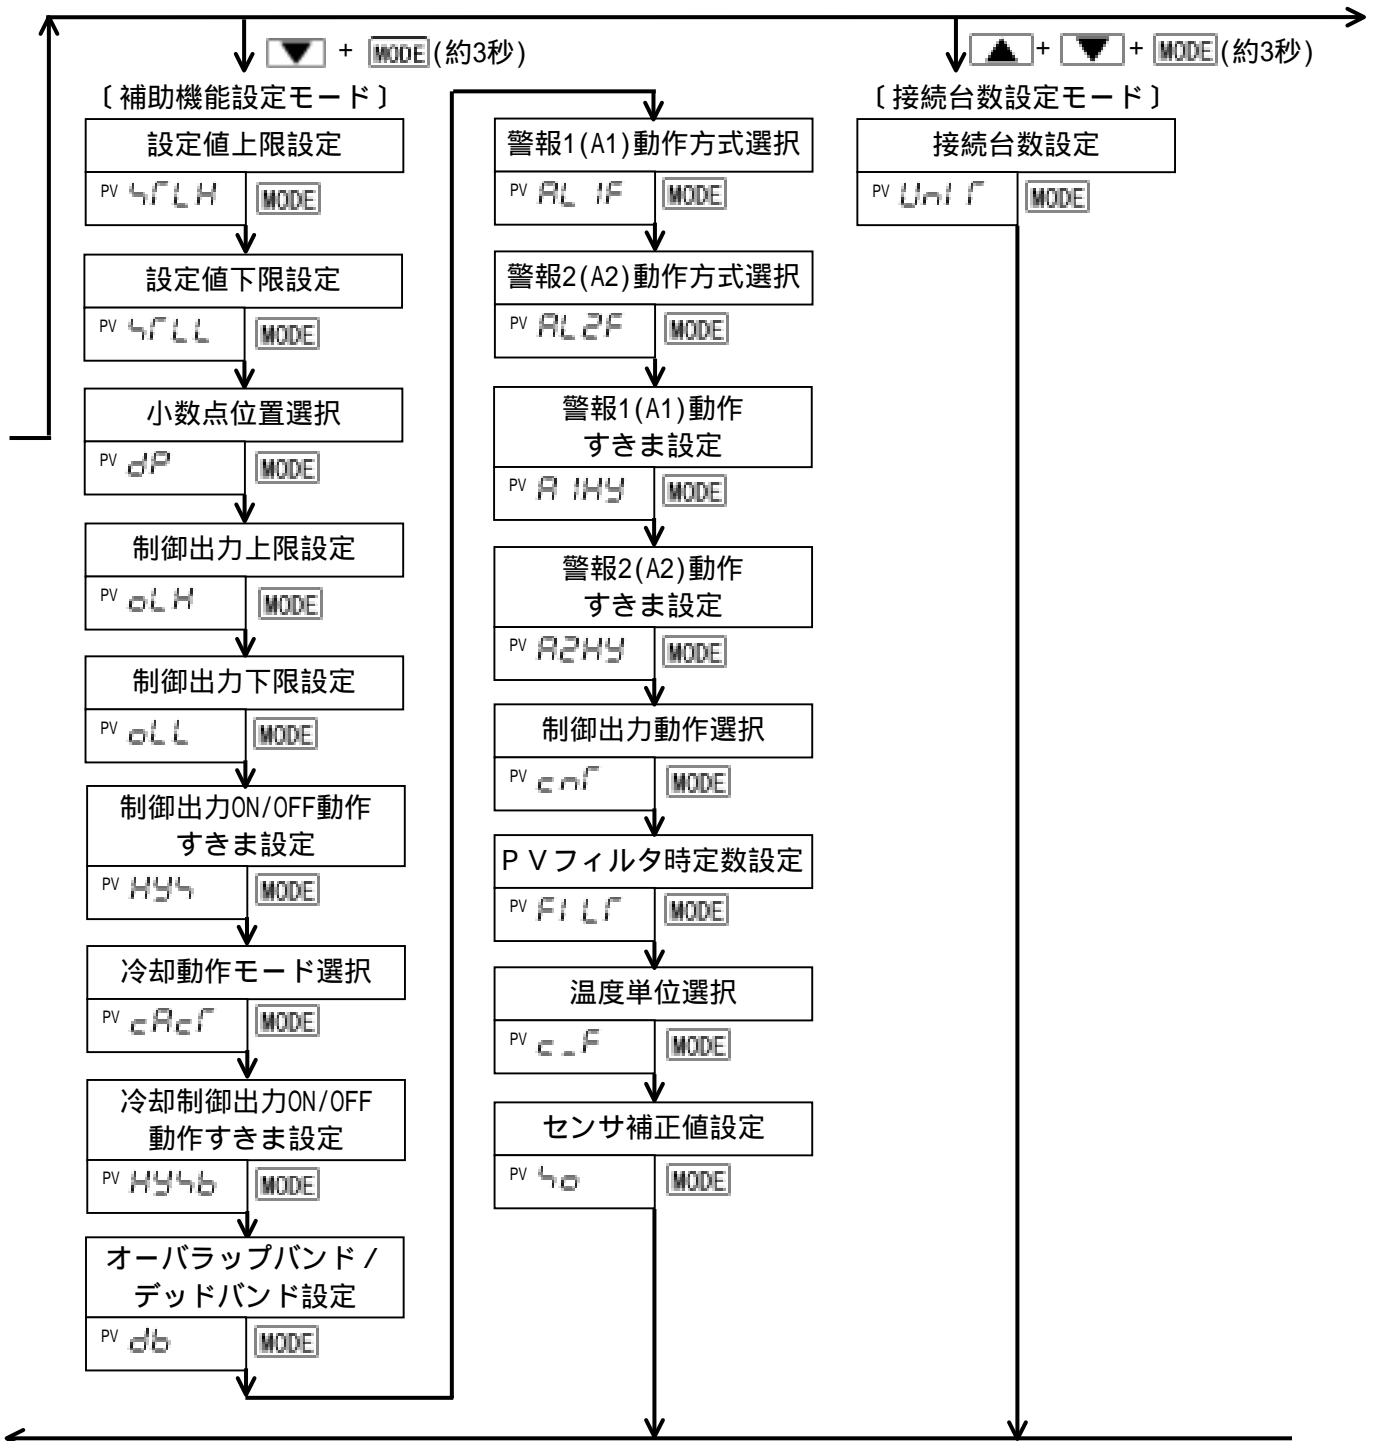 ▼ + MODE(約3秒)
〔補助機能設定モード〕
設定値上限設定
PV 4ΓLH MODE
設定値下限設定
PV 4ΓLL MODE
小数点位置選択
PV dP MODE
制御出力上限設定
PV oLH MODE
制御出力下限設定
PV oLL MODE
制御出力ON/OFF動作
すきま設定
PV HY4 MODE
冷却動作モード選択
PV cAcΓ MODE
冷却制御出力ON/OFF
動作すきま設定
PV HY4b MODE
オーバラップバンド/
デッドバンド設定
PV db MODE
警報1(A1)動作方式選択
PV AL1F MODE
警報2(A2)動作方式選択
PV AL2F MODE
警報1(A1)動作
すきま設定
PV A1HY MODE
警報2(A2)動作
すきま設定
PV A2HY MODE
制御出力動作選択
PV cnΓ MODE
PVフィルタ時定数設定
PV FILΓ MODE
温度単位選択
PV c_F MODE
センサ補正値設定
PV 4o MODE
▲+ ▼+ MODE(約3秒)
〔接続台数設定モード〕
接続台数設定
PV UnIΓ MODE